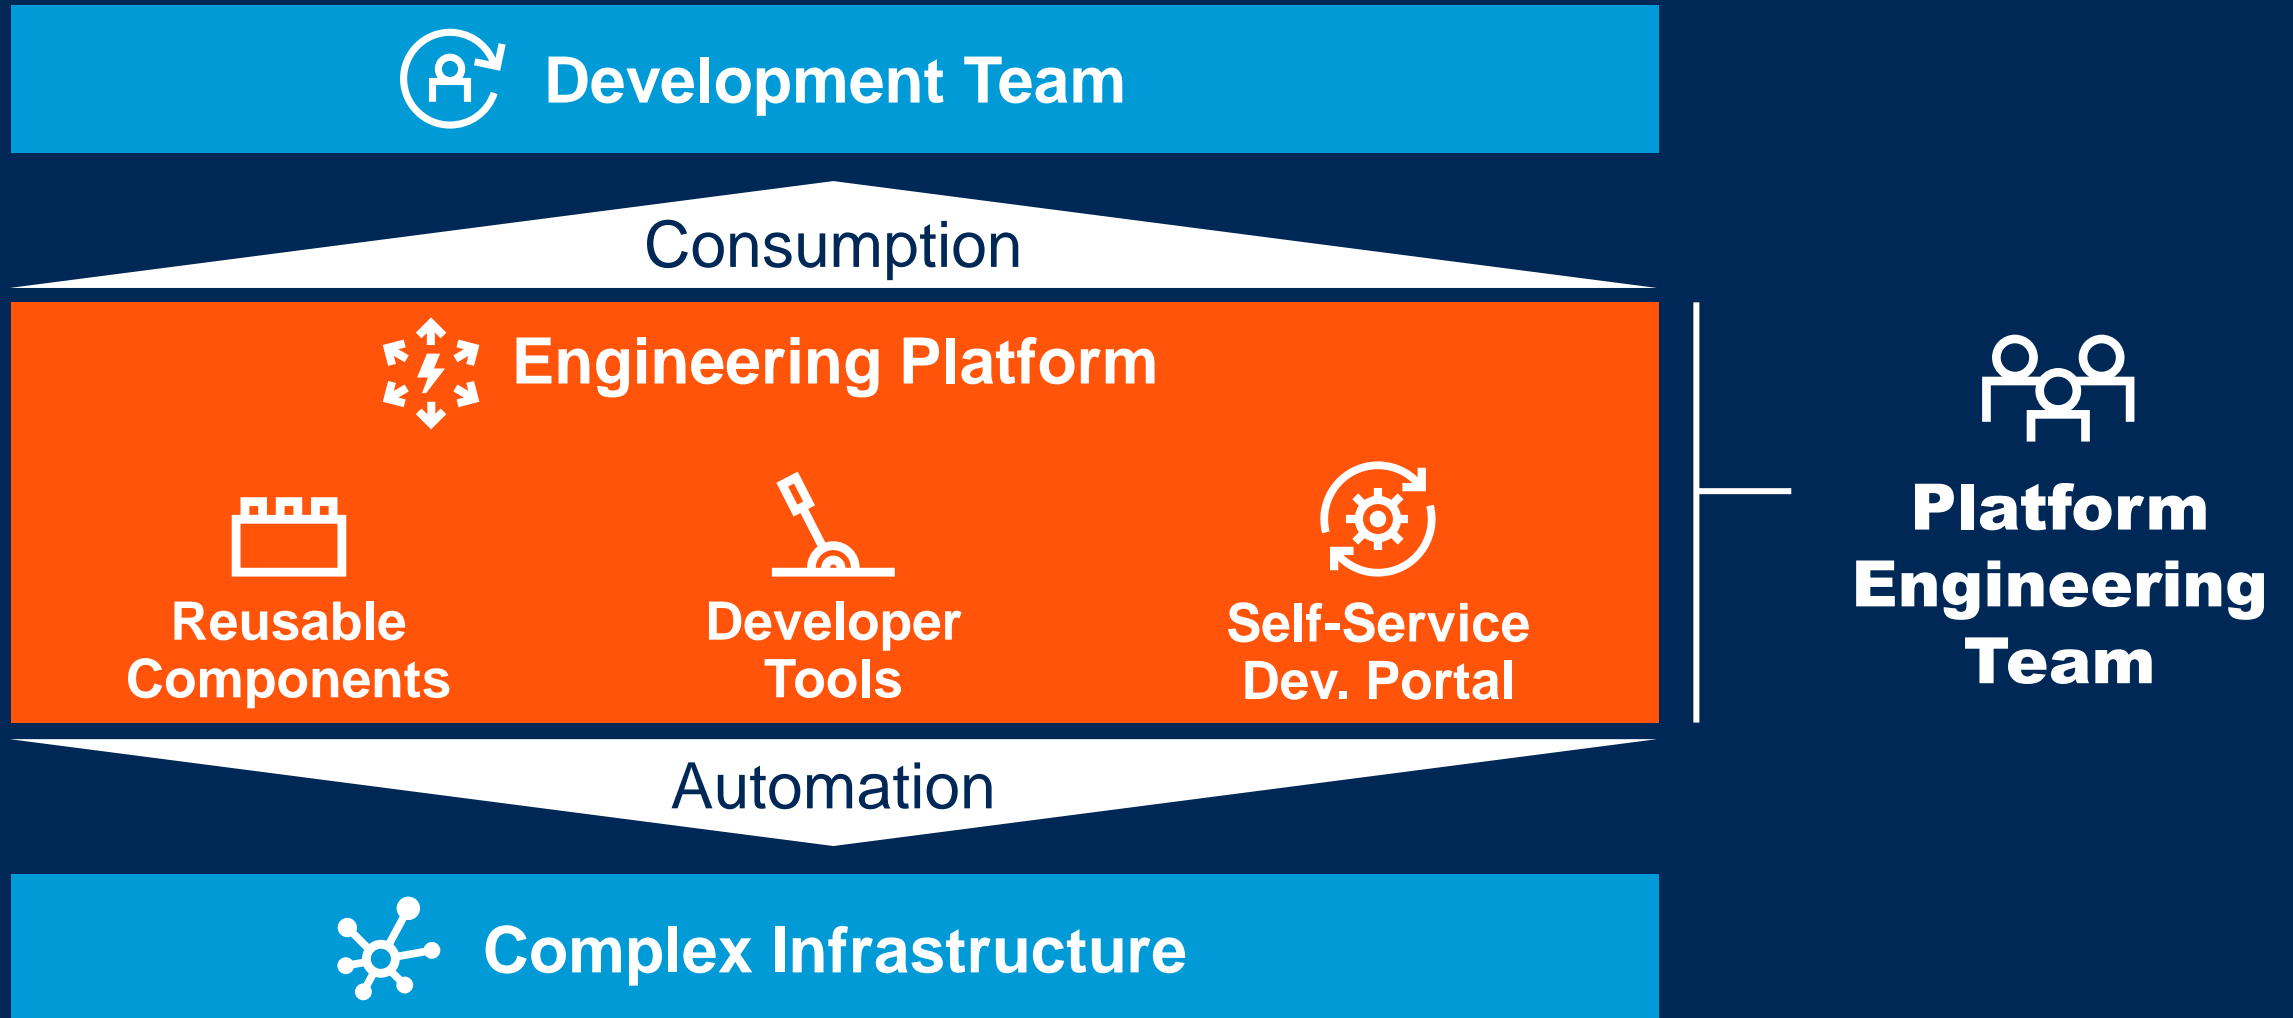 Development Team
Consumption
Engineering Platform
Reusable
Components
Developer
Tools
Self-Service
Dev. Portal
Platform
Engineering
Team
Automation
Complex Infrastructure